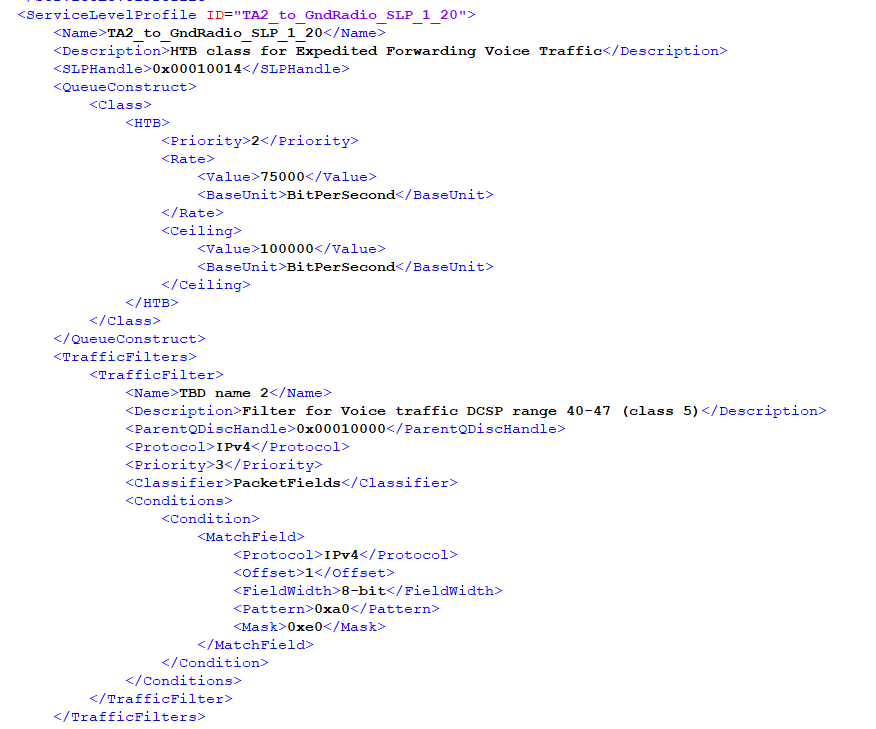 <ServiceLevelProfile ID="TA2_to_GndRadio_SLP_1_20">
<Name>TA2_to_GndRadio_SLP_1_20</Name>
<Description>HTB class for Expedited Forwarding Voice Traffic</Description>
<SLPHandle>0x00010014</SLPHandle>
<QueueConstruct>
<Class>
<HTB>
<Priority>2</Priority>
<Rate>
<Value>75000</Value>
<BaseUnit>BitPerSecond</BaseUnit>
</Rate>
<Ceiling>
<Value>100000</Value>
<BaseUnit>BitPerSecond</BaseUnit>
</Ceiling>
</HTB>
</Class>
</QueueConstruct>
<TrafficFilters>
<TrafficFilter>
<Name>TBD name 2</Name>
<Description>Filter for Voice traffic DCSP range 40-47 (class 5)</Description>
<ParentQDiscHandle>0x00010000</ParentQDiscHandle>
<Protocol>IPv4</Protocol>
<Priority>3</Priority>
<Classifier>PacketFields</Classifier>
<Conditions>
<Condition>
<MatchField>
<Protocol>IPv4</Protocol>
<Offset>1</Offset>
<FieldWidth>8-bit</FieldWidth>
<Pattern>0xa0</Pattern>
<Mask>0xe0</Mask>
</MatchField>
</Condition>
</Conditions>
</TrafficFilter>
</TrafficFilters>